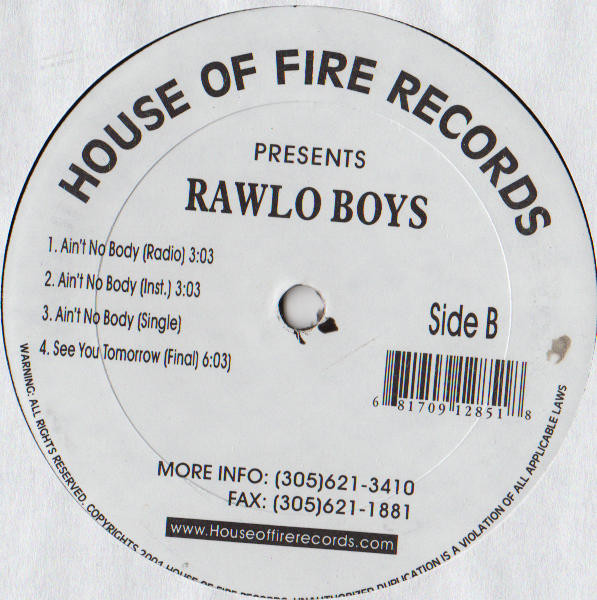 HOUSE OF FIRE RECORDS
PRESENTS
RAWLO BOYS
1. Ain't No Body (Radio) 3:03
2. Ain't No Body (Inst.) 3:03
3. Ain't No Body (Single)
4. See You Tomorrow (Final) 6:03)
Side B
6 81709 12851 8
MORE INFO: (305)621-3410
FAX: (305)621-1881
www.Houseoffirerecords.com
WARNING: ALL RIGHTS RESERVED. COPYRIGHTS 2001 HOUSE OF FIRE RECORDS. UNAUTHORIZED DUPLICATION IS A VIOLATION OF ALL APPLICABLE LAWS